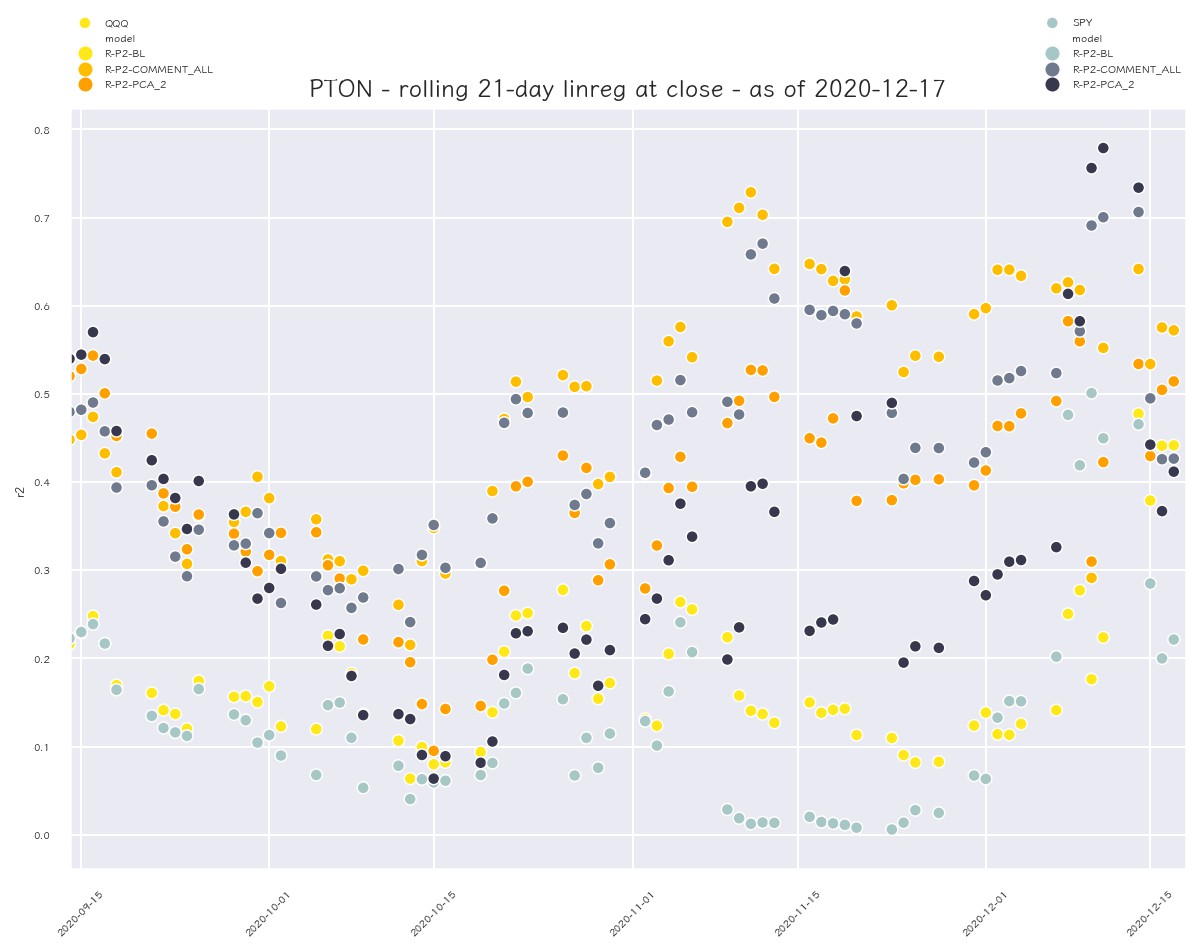 QQQ
model
R-P2-BL
R-P2-COMMENT_ALL
R-P2-PCA_2
SPY
model
R-P2-BL
R-P2-COMMENT_ALL
R-P2-PCA_2
PTON - rolling 21-day linreg at close - as of 2020-12-17
0.8
0.7
0.6
0.5
0.4
0.3
0.2
0.1
0.0
r2
2020-09-15
2020-10-01
2020-10-15
2020-11-01
2020-11-15
2020-12-01
2020-12-15